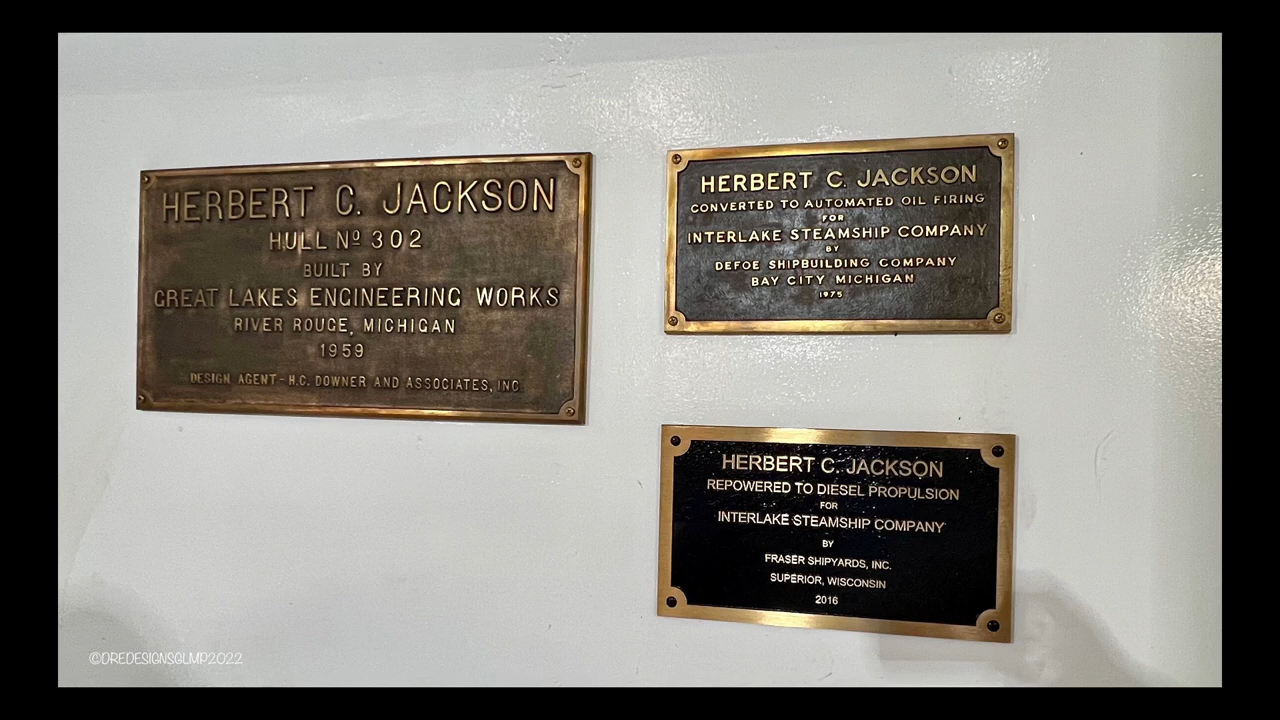 HERBERT C. JACKSON
HULL Nº 302
BUILT BY
GREAT LAKES ENGINEERING WORKS
RIVER ROUGE, MICHIGAN
1959
DESIGN AGENT - H.C. DOWNER AND ASSOCIATES, INC.
HERBERT C. JACKSON
CONVERTED TO AUTOMATED OIL FIRING
FOR
INTERLAKE STEAMSHIP COMPANY
BY
DEFOE SHIPBUILDING COMPANY
BAY CITY MICHIGAN
1975
HERBERT C. JACKSON
REPOWERED TO DIESEL PROPULSION
FOR
INTERLAKE STEAMSHIP COMPANY
BY
FRASER SHIPYARDS, INC.
SUPERIOR, WISCONSIN
2016
©DREDESIGNSGLMP2022